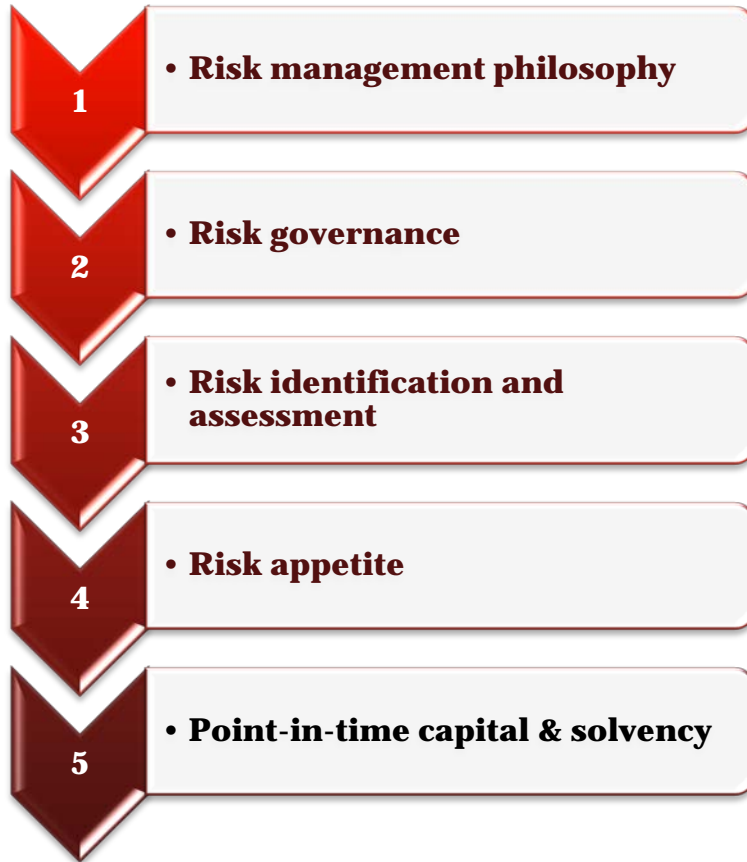 1
• Risk management philosophy
2
• Risk governance
3
• Risk identification and
assessment
4
• Risk appetite
5
• Point-in-time capital & solvency